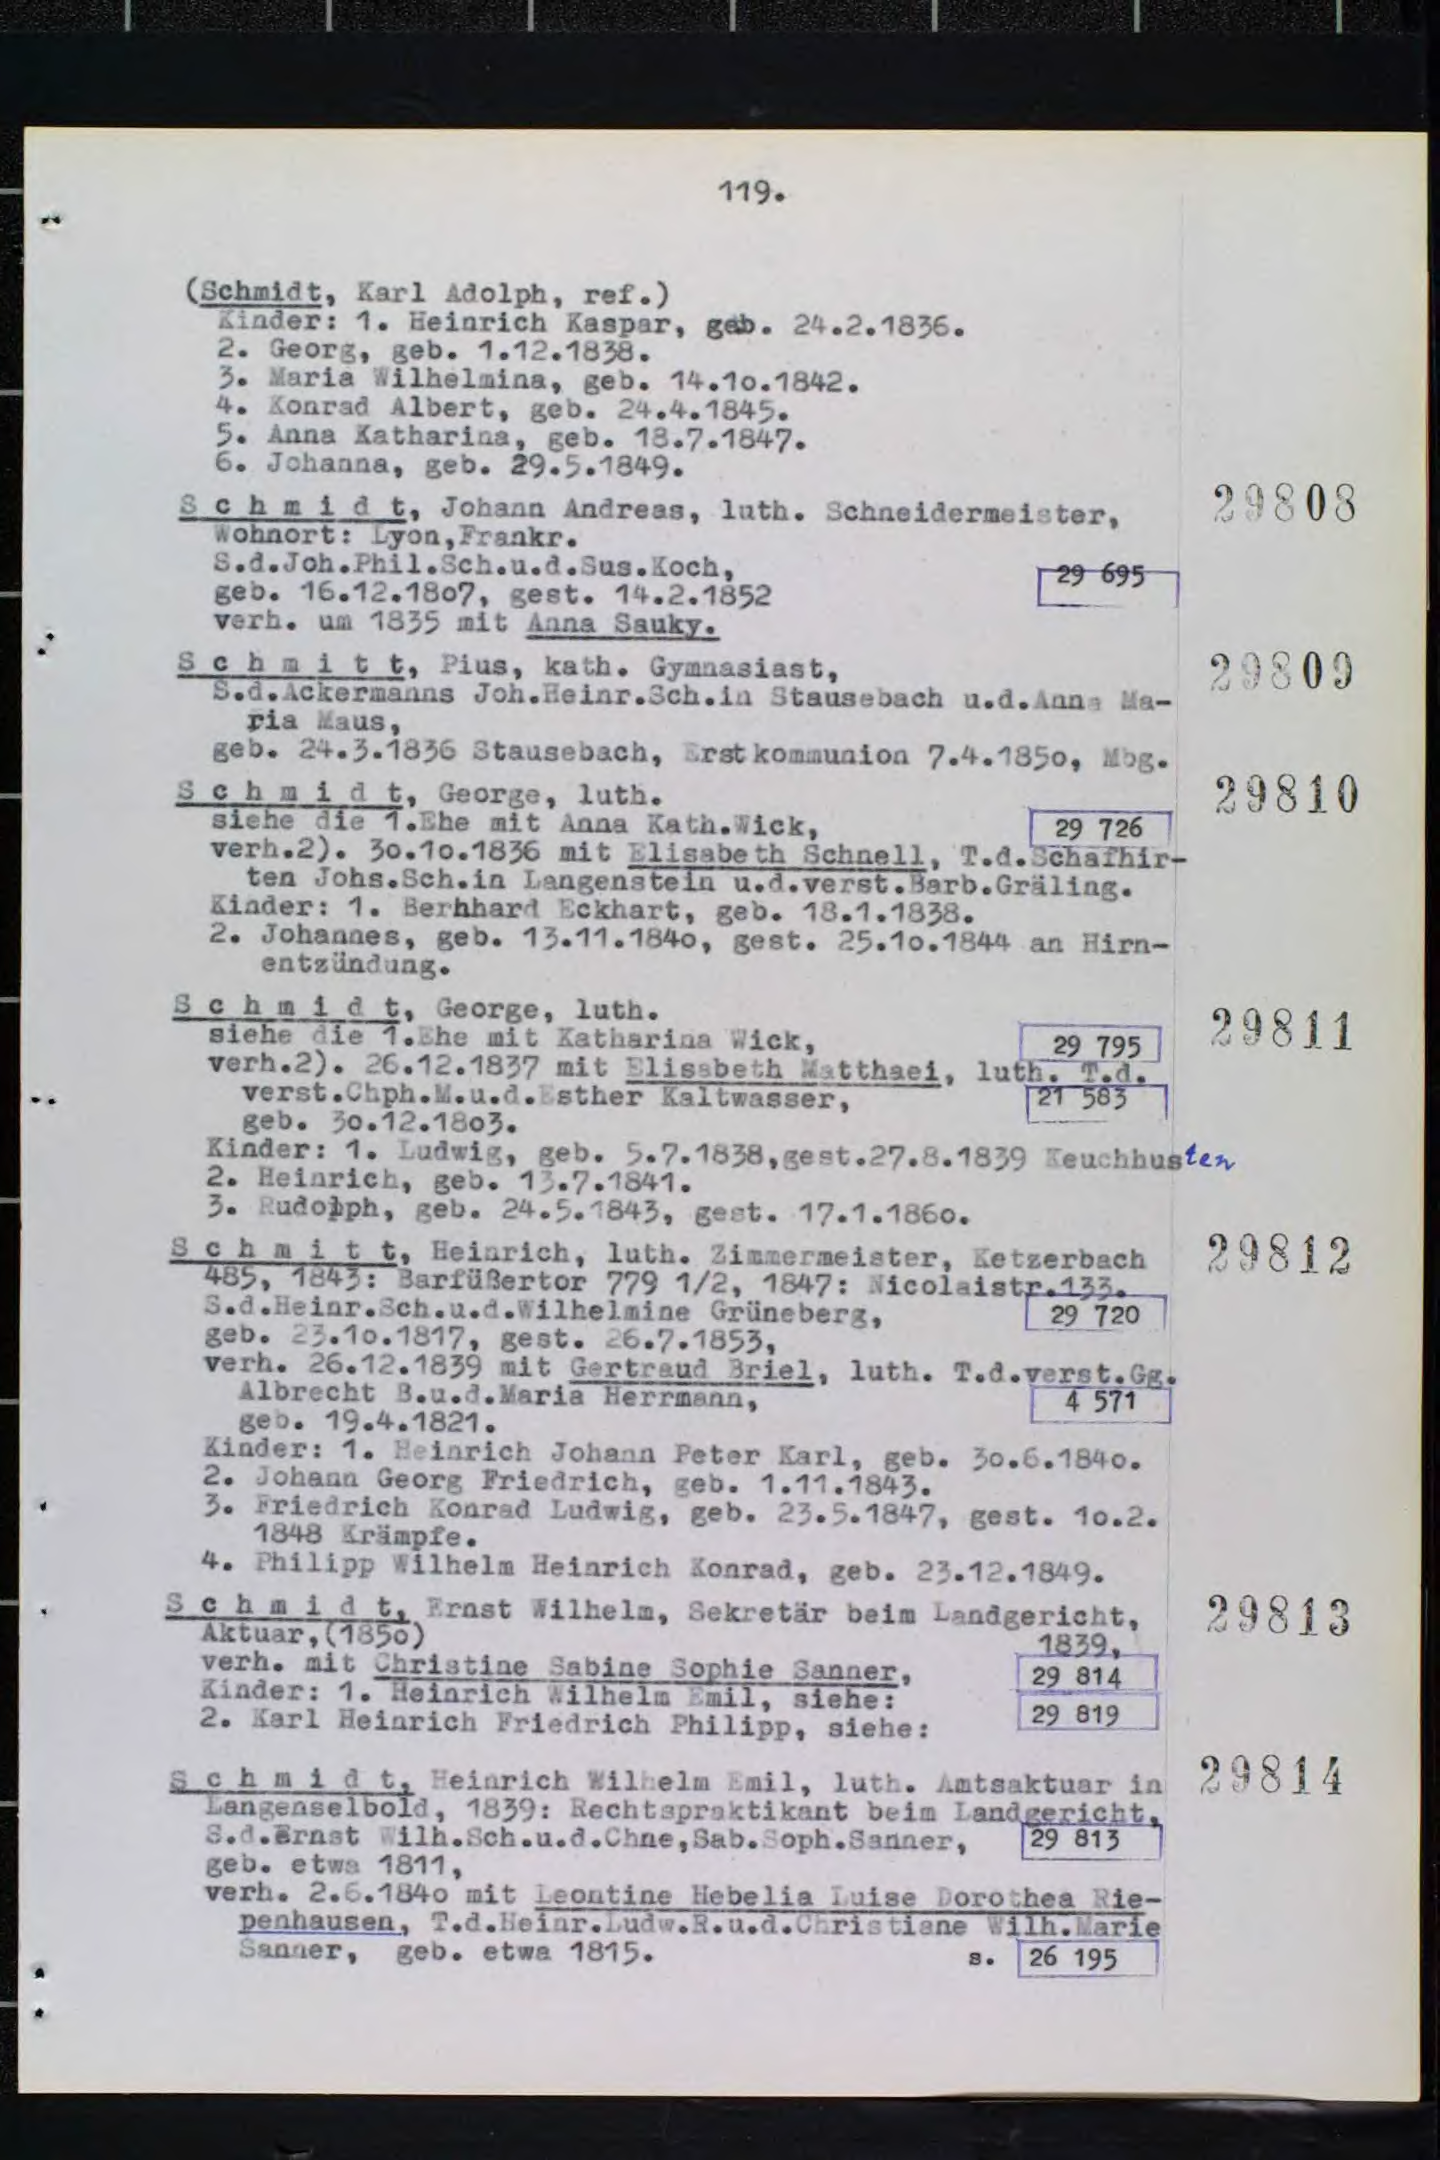 119.
(Schmidt, Karl Adolph, ref.)
Kinder: 1. Heinrich Kaspar, geb. 24.2.1836.
2. Georg, geb. 1.12.1838.
3. Maria Wilhelmina, geb. 14.1o.1842.
4. Konrad Albert, geb. 24.4.1845.
5. Anna Katharina, geb. 18.7.1847.
6. Johanna, geb. 29.5.1849.
S c h m i d t, Johann Andreas, luth. Schneidermeister, 29808
Wohnort: Lyon,Frankr.
S.d.Joh.Phil.Sch.u.d.Sus.Koch, 29 695
geb. 16.12.18o7, gest. 14.2.1852
verh. um 1835 mit Anna Sauky.
S c h m i t t, Pius, kath. Gymnasiast, 29809
S.d.Ackermanns Joh.Heinr.Sch.in Stausebach u.d.Anna Ma-
ria Maus,
geb. 24.3.1836 Stausebach, Erstkommunion 7.4.185o, Mbg.
S c h m i d t, George, luth. 29810
siehe die 1.Ehe mit Anna Kath.Wick, 29 726
verh.2). 3o.1o.1836 mit Elisabeth Schnell, T.d.Schafhir-
ten Johs.Sch.in Langenstein u.d.verst.Barb.Gräling.
Kinder: 1. Berhhard Eckhart, geb. 18.1.1838.
2. Johannes, geb. 13.11.184o, gest. 25.1o.1844 an Hirn-
entzündung.
S c h m i d t, George, luth. 29811
siehe die 1.Ehe mit Katharina Wick, 29 795
verh.2). 26.12.1837 mit Elisabeth Matthaei, luth. T.d.
verst.Chph.M.u.d.Esther Kaltwasser, 21 583
geb. 3o.12.18o3.
Kinder: 1. Ludwig, geb. 5.7.1838,gest.27.8.1839 Keuchhusten
2. Heinrich, geb. 13.7.1841.
3. Rudolph, geb. 24.5.1843, gest. 17.1.186o.
S c h m i t t, Heinrich, luth. Zimmermeister, Ketzerbach 29812
485, 1843: Barfüßertor 779 1/2, 1847: Nicolaistr.133.
S.d.Heinr.Sch.u.d.Wilhelmine Grüneberg, 29 720
geb. 23.1o.1817, gest. 26.7.1853,
verh. 26.12.1839 mit Gertraud Briel, luth. T.d.verst.Gg.
Albrecht B.u.d.Maria Herrmann, 4 571
geb. 19.4.1821.
Kinder: 1. Heinrich Johann Peter Karl, geb. 3o.6.184o.
2. Johann Georg Friedrich, geb. 1.11.1843.
3. Friedrich Konrad Ludwig, geb. 23.5.1847, gest. 1o.2.
1848 Krämpfe.
4. Philipp Wilhelm Heinrich Konrad, geb. 23.12.1849.
S c h m i d t, Ernst Wilhelm, Sekretär beim Landgericht, 29813
Aktuar,(185o) 1839,
verh. mit Christine Sabine Sophie Sanner, 29 814
Kinder: 1. Heinrich Wilhelm Emil, siehe:
2. Karl Heinrich Friedrich Philipp, siehe: 29 819
S c h m i d t, Heinrich Wilhelm Emil, luth. Amtsaktuar in 29814
Langenselbold, 1839: Rechtspraktikant beim Landgericht,
S.d.Ernst Wilh.Sch.u.d.Chne,Sab.Soph.Sanner, 29 813
geb. etwa 1811,
verh. 2.6.184o mit Leontine Hebelia Luise Dorothea Rie-
penhausen, T.d.Heinr.Ludw.R.u.d.Christiane Wilh.Marie
Sanner, geb. etwa 1815. s. 26 195